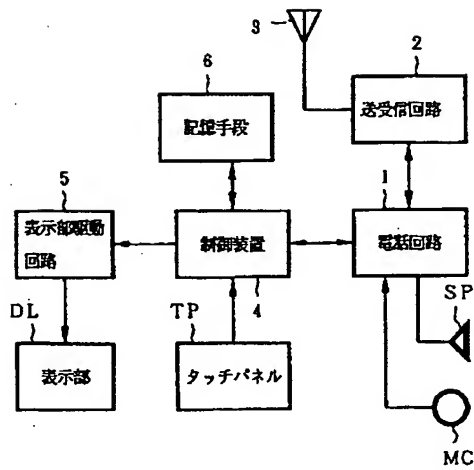 3
2
送受信回路
6
記憶手段
5
表示部駆動
回路
制御装置
4
1
電話回路
DL
表示部
TP
タッチパネル
SP
MC